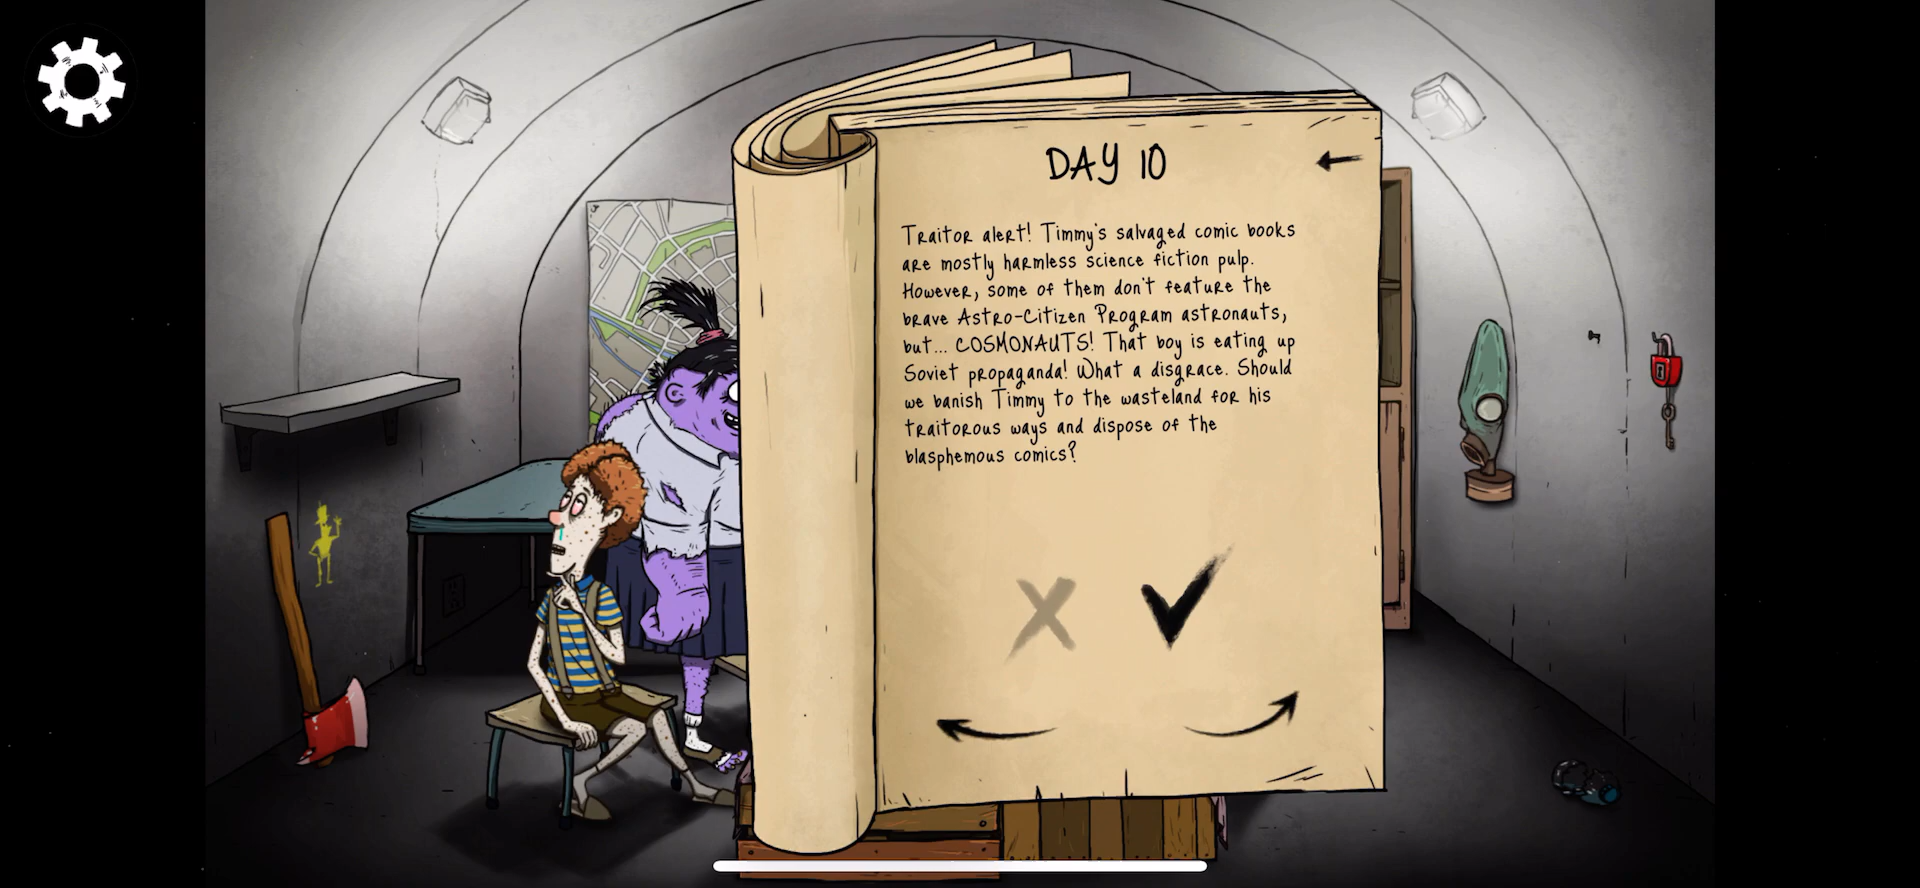 DAY 10
Traitor alert! Timmy's salvaged comic books
are mostly harmless science fiction pulp.
However, some of them don't feature the
brave Astro-Citizen Program astronauts,
but... COSMONAUTS! That boy is eating up
Soviet propaganda! What a disgrace. Should
we banish Timmy to the wasteland for his
traitorous ways and dispose of the
blasphemous comics?